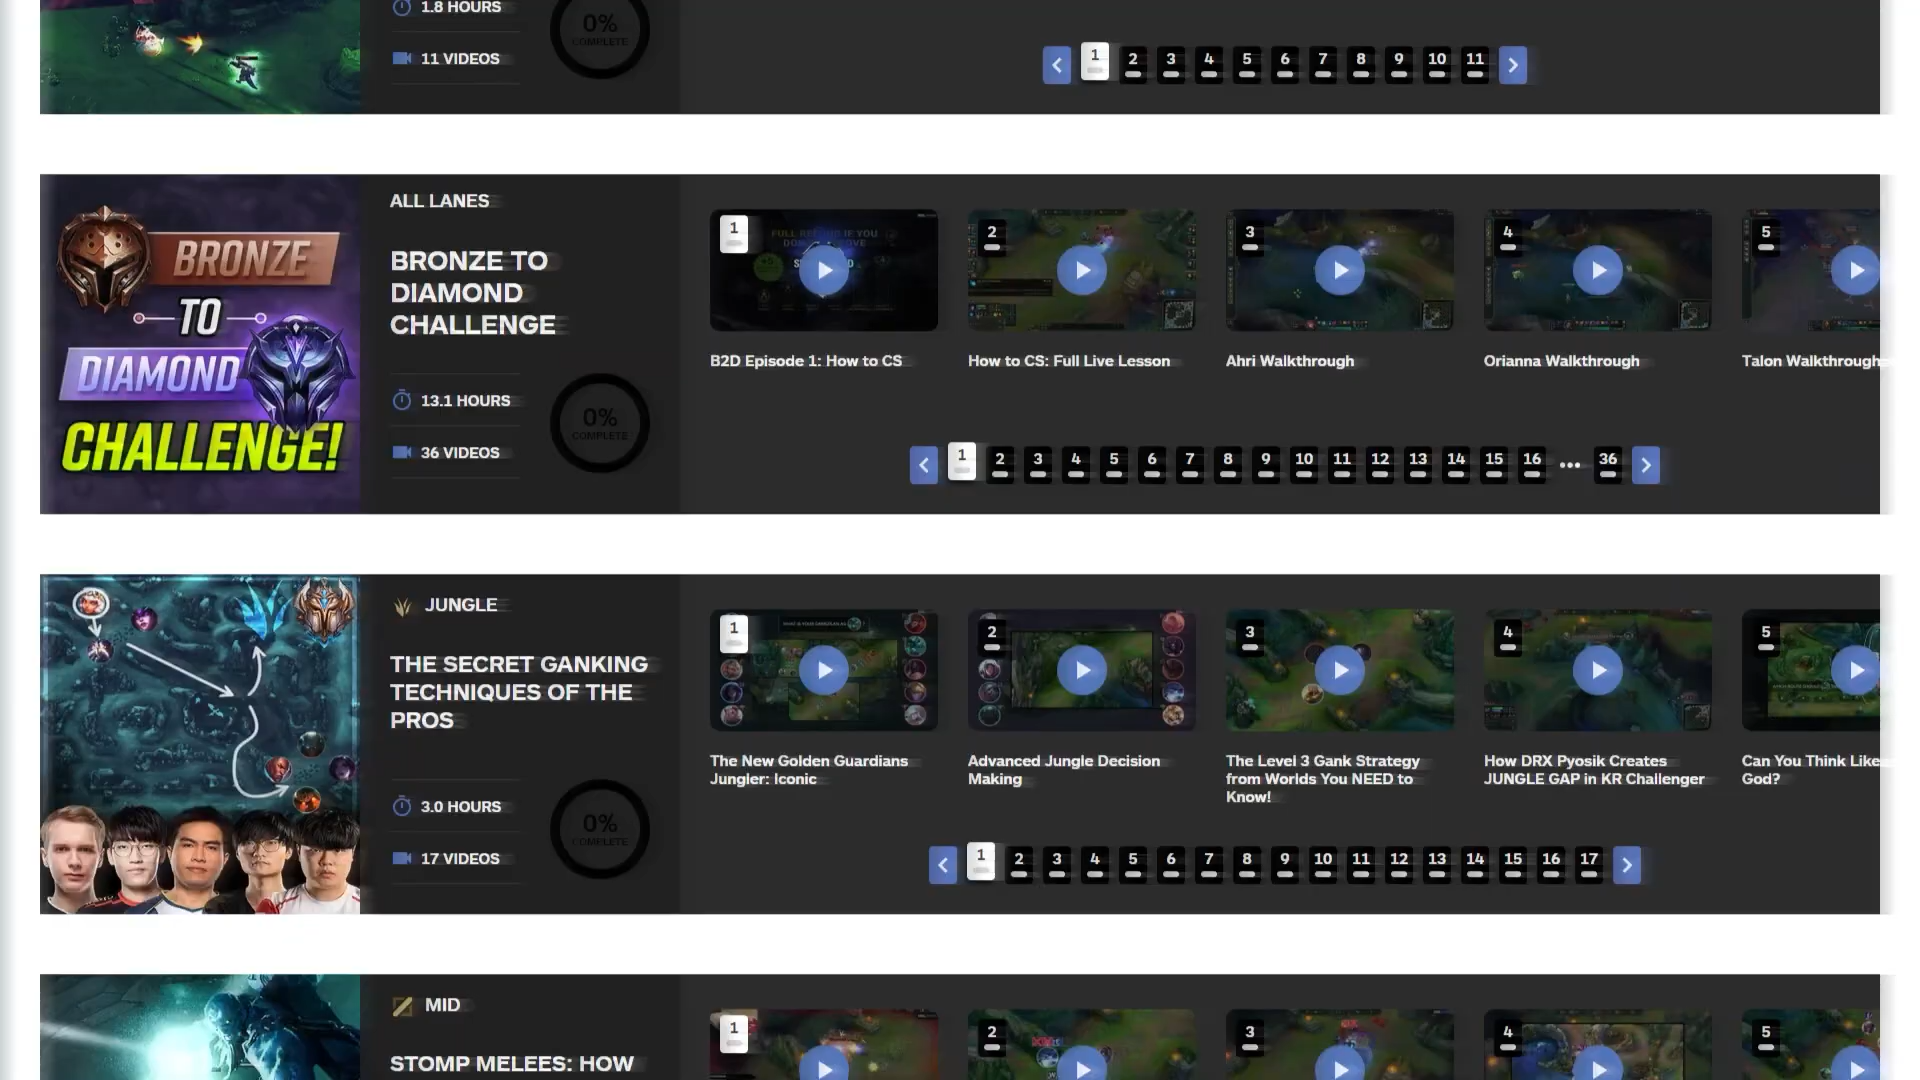 1.8 HOURS
0%
COMPLETE
11 VIDEOS
1 2 3 4 5 6 7 8 9 10 11
BRONZE
TO
DIAMOND
CHALLENGE!
ALL LANES
BRONZE TO
DIAMOND
CHALLENGE
13.1 HOURS
36 VIDEOS
0%
COMPLETE
1
2
3
4
5
B2D Episode 1: How to CS
How to CS: Full Live Lesson
Ahri Walkthrough
Orianna Walkthrough
Talon Walkthrough
1 2 3 4 5 6 7 8 9 10 11 12 13 14 15 16 ••• 36
JUNGLE
THE SECRET GANKING
TECHNIQUES OF THE
PROS
3.0 HOURS
17 VIDEOS
0%
COMPLETE
1
2
3
4
5
The New Golden Guardians
Jungler: Iconic
Advanced Jungle Decision
Making
The Level 3 Gank Strategy
from Worlds You NEED to
Know!
How DRX Pyosik Creates
JUNGLE GAP in KR Challenger
Can You Think Like
God?
1 2 3 4 5 6 7 8 9 10 11 12 13 14 15 16 17
MID
STOMP MELEES: HOW
1
2
3
4
5